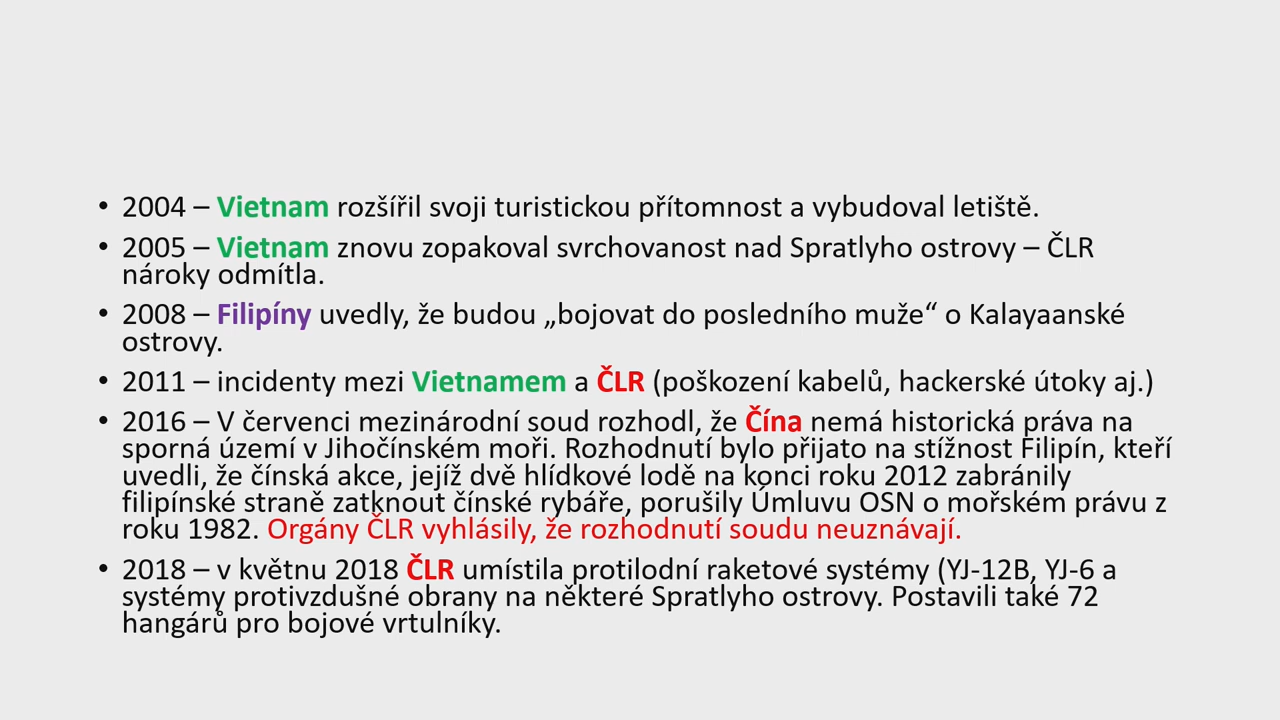 • 2004 – Vietnam rozšířil svoji turistickou přítomnost a vybudoval letiště.
• 2005 – Vietnam znovu zopakoval svrchovanost nad Spratlyho ostrovy – ČLR
nároky odmítla.
• 2008 – Filipíny uvedly, že budou „bojovat do posledního muže“ o Kalayaanské
ostrovy.
• 2011 – incidenty mezi Vietnamem a ČLR (poškození kabelů, hackerské útoky aj.)
• 2016 – V červenci mezinárodní soud rozhodl, že Čína nemá historická práva na
sporná území v Jihočínském moři. Rozhodnutí bylo přijato na stížnost Filipín, kteří
uvedli, že čínská akce, jejíž dvě hlídkové lodě na konci roku 2012 zabránily
filipínské straně zatknout čínské rybáře, porušily Úmluvu OSN o mořském právu z
roku 1982. Orgány ČLR vyhlásily, že rozhodnutí soudu neuznávají.
• 2018 – v květnu 2018 ČLR umístila protilodní raketové systémy (YJ-12B, YJ-6 a
systémy protivzdušné obrany na některé Spratlyho ostrovy. Postavili také 72
hangárů pro bojové vrtulníky.